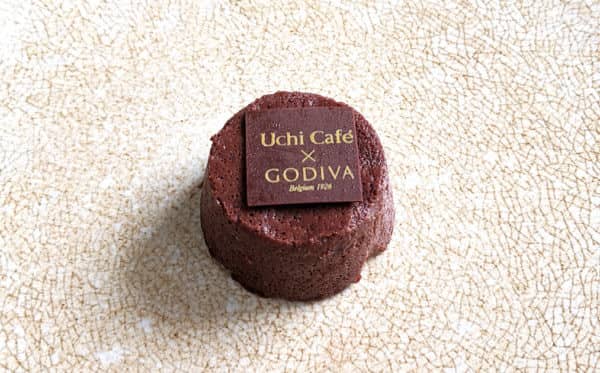 Uchi Café
×
GODIVA
Belgium 1926